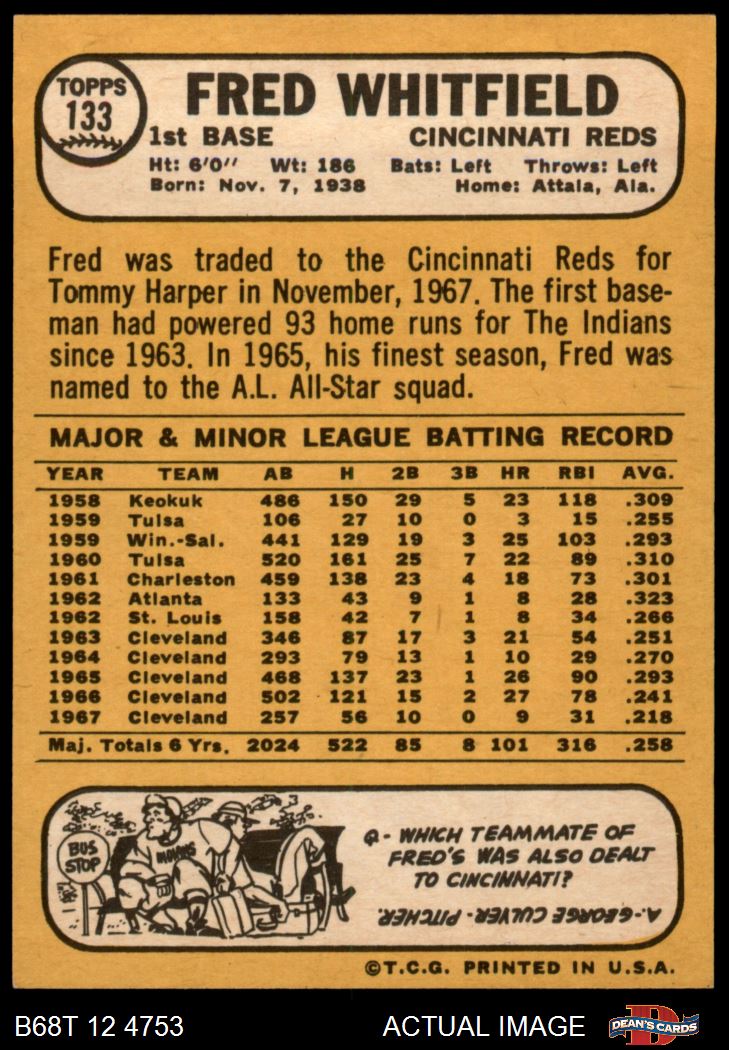 TOPPS
133
FRED WHITFIELD
1st BASE CINCINNATI REDS
Ht: 6'0" Wt: 186 Bats: Left Throws: Left
Born: Nov. 7, 1938 Home: Attala, Ala.
Fred was traded to the Cincinnati Reds for
Tommy Harper in November, 1967. The first base-
man had powered 93 home runs for The Indians
since 1963. In 1965, his finest season, Fred was
named to the A.L. All-Star squad.
MAJOR & MINOR LEAGUE BATTING RECORD
YEAR TEAM AB H 2B 3B HR RBI AVG.
1958 Keokuk 486 150 29 5 23 118 .309
1959 Tulsa 106 27 10 0 3 15 .255
1959 Win.-Sal. 441 129 19 3 25 103 .293
1960 Tulsa 520 161 25 7 22 89 .310
1961 Charleston 459 138 23 4 18 73 .301
1962 Atlanta 133 43 9 1 8 28 .323
1962 St. Louis 158 42 7 1 8 34 .266
1963 Cleveland 346 87 17 3 21 54 .251
1964 Cleveland 293 79 13 1 10 29 .270
1965 Cleveland 468 137 23 1 26 90 .293
1966 Cleveland 502 121 15 2 27 78 .241
1967 Cleveland 257 56 10 0 9 31 .218
Maj. Totals 6 Yrs. 2024 522 85 8 101 316 .258
BUS
STOP
INDIANS
Q- WHICH TEAMMATE OF
FRED'S WAS ALSO DEALT
TO CINCINNATI?
A-GEORGE CULVER-PITCHER.
©T.C.G. PRINTED IN U.S.A.
B68T 12 4753 ACTUAL IMAGE
D
DEAN'S CARDS